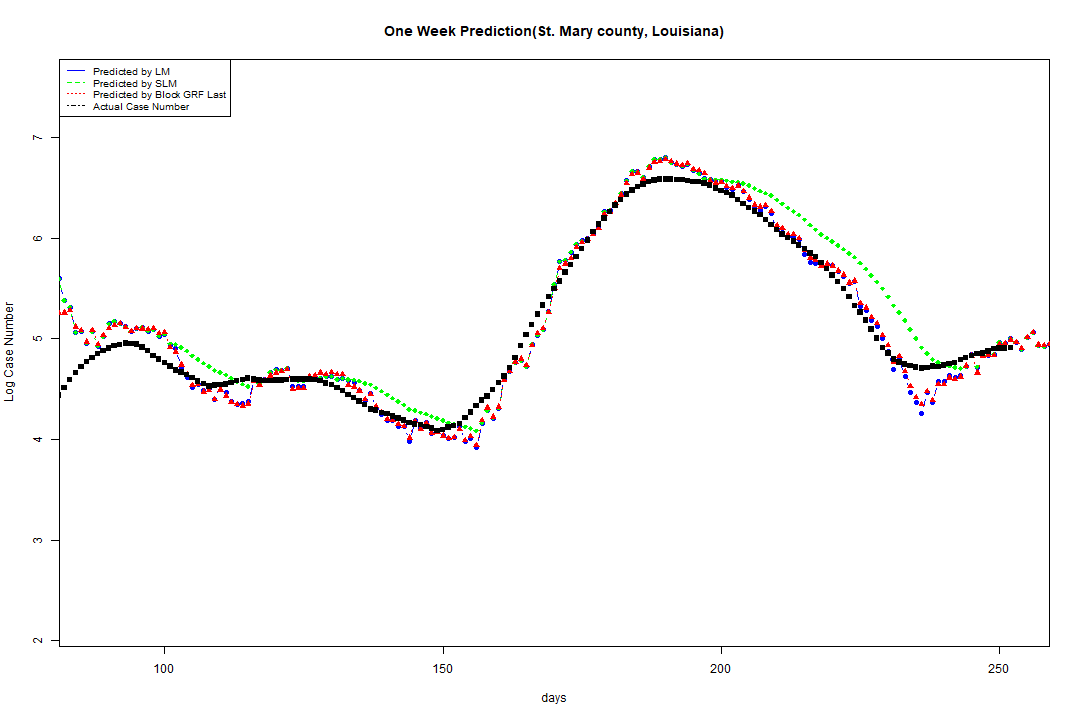 One Week Prediction(St. Mary county, Louisiana)
Predicted by LM
Predicted by SLM
Predicted by Block GRF Last
Actual Case Number
7
6
5
4
3
2
Log Case Number
100
150
200
250
days